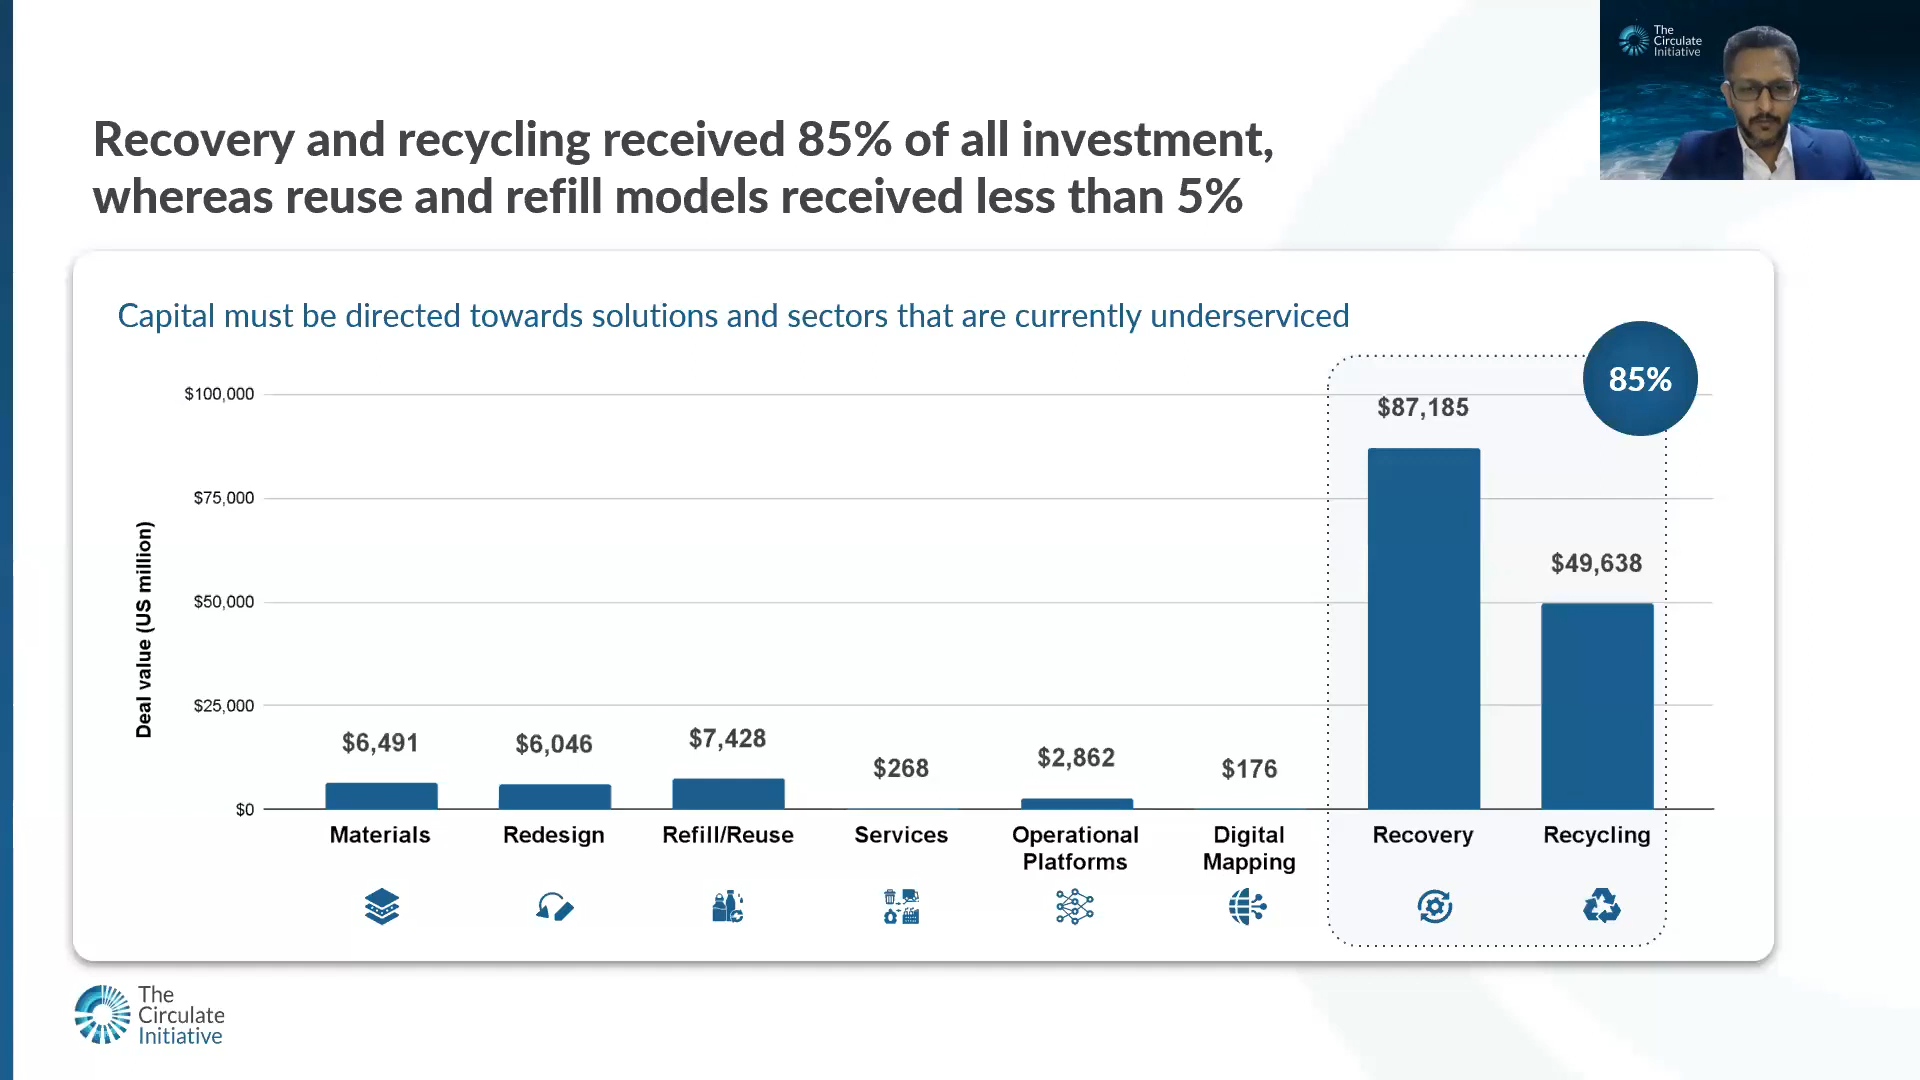 The
Circulate
Initiative
Recovery and recycling received 85% of all investment,
whereas reuse and refill models received less than 5%
Capital must be directed towards solutions and sectors that are currently underserviced
85%
Deal value (US million)
$100,000
$75,000
$50,000
$25,000
$0
$6,491
$6,046
$7,428
$268
$2,862
$176
$87,185
$49,638
Materials
Redesign
Refill/Reuse
Services
Operational
Platforms
Digital
Mapping
Recovery
Recycling
The
Circulate
Initiative